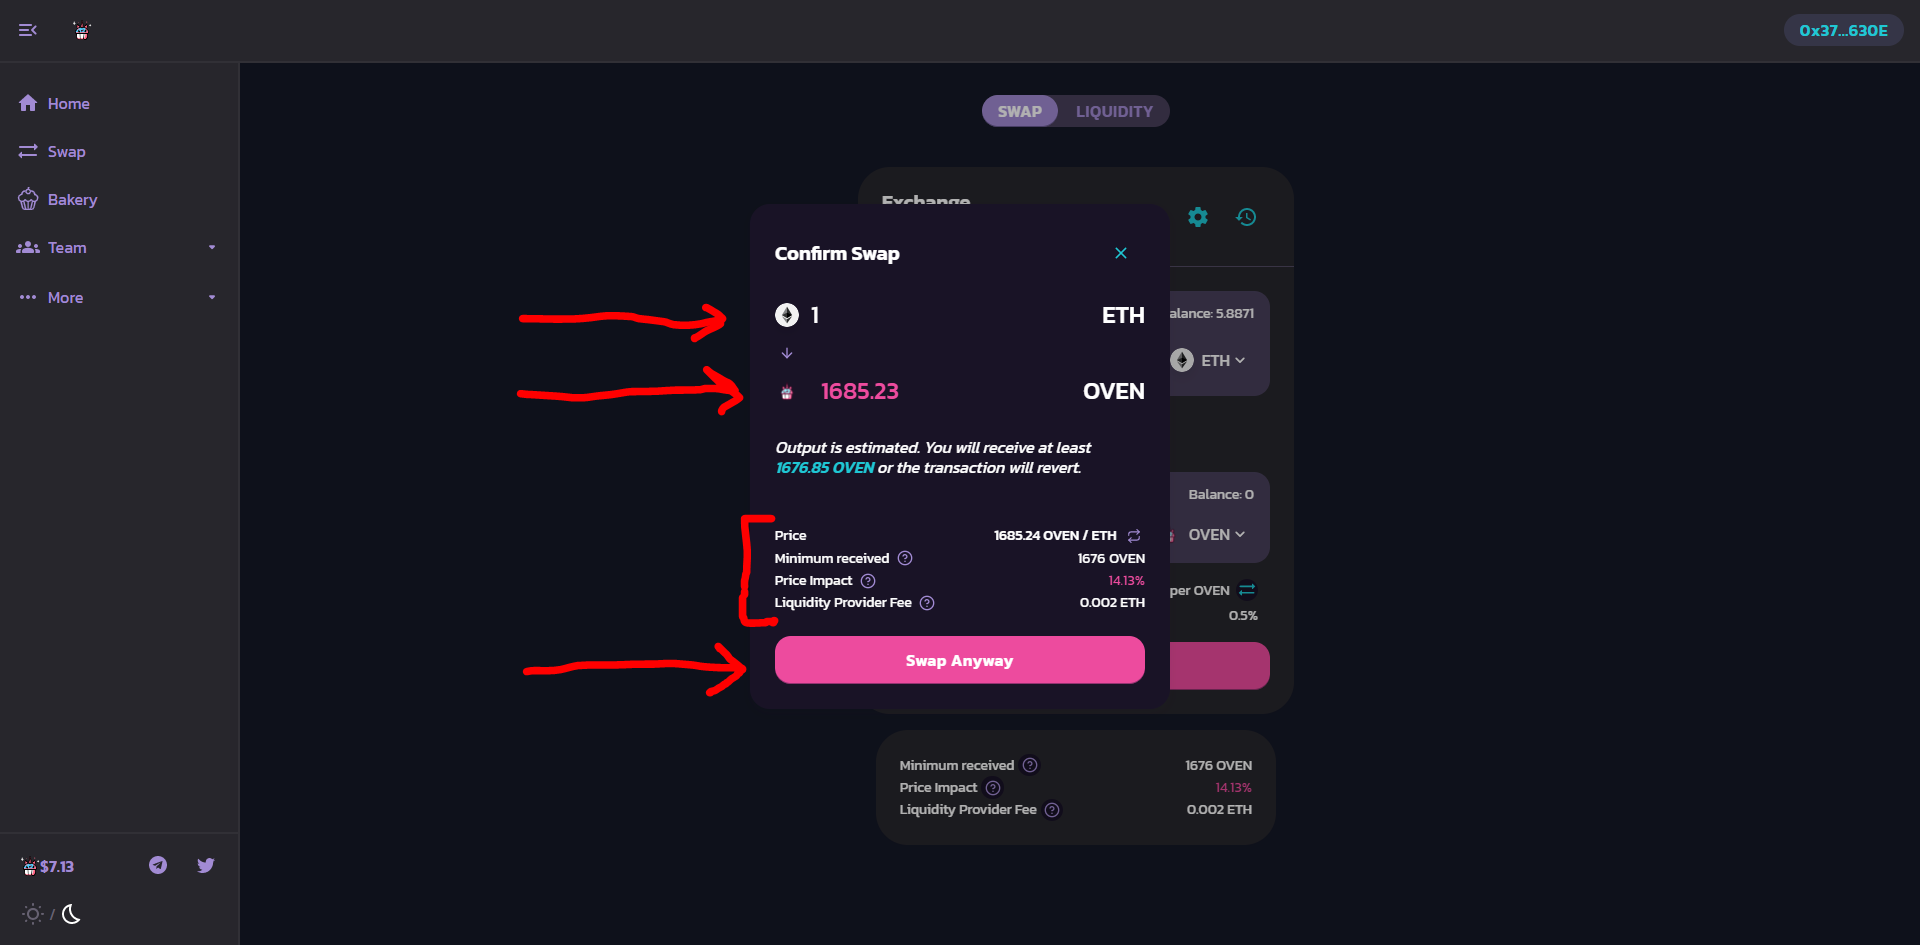 0x37...630E
Home
Swap
Bakery
Team
More
$7.13
/
SWAP LIQUIDITY
Exchange
Confirm Swap
1 ETH
1685.23 OVEN
Output is estimated. You will receive at least
1676.85 OVEN or the transaction will revert.
Price 1685.24 OVEN / ETH
Minimum received ? 1676 OVEN
Price Impact ? 14.13%
Liquidity Provider Fee ? 0.002 ETH
Swap Anyway
alance: 5.8871
ETH
Balance: 0
OVEN
per OVEN
0.5%
Minimum received ? 1676 OVEN
Price Impact ? 14.13%
Liquidity Provider Fee ? 0.002 ETH